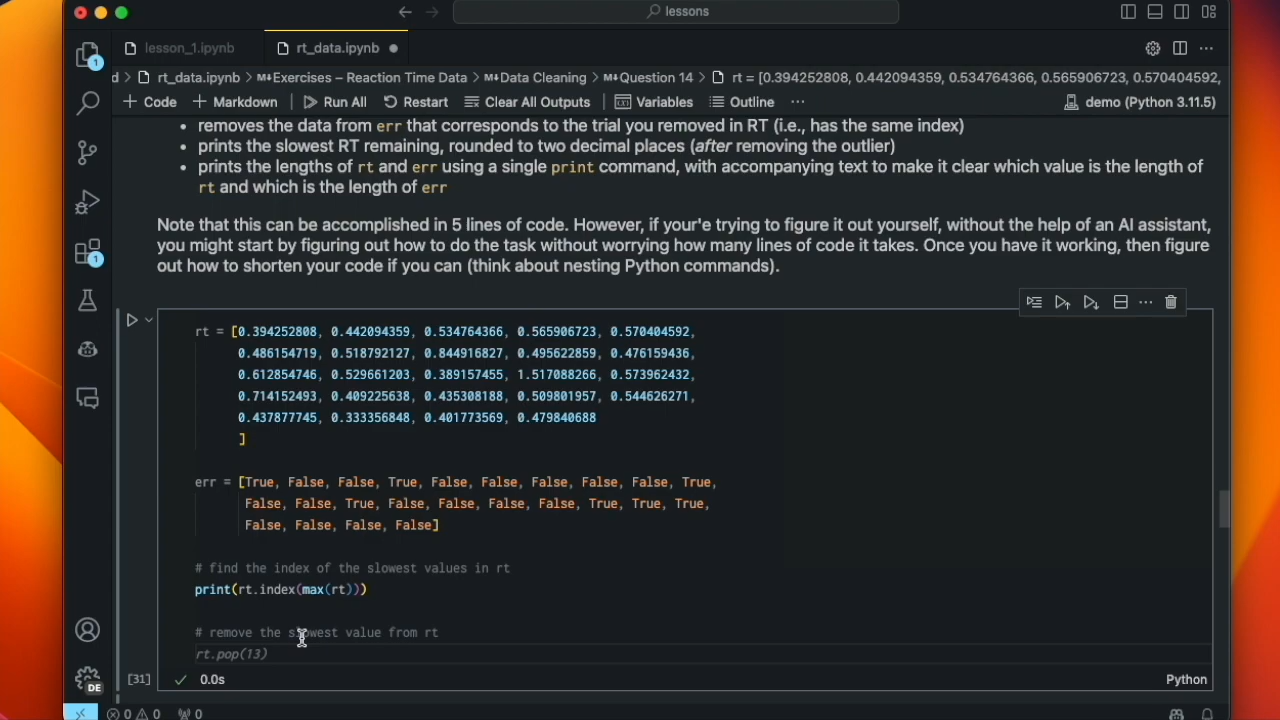 lessons
lesson_1.ipynb
rt_data.ipynb
d > rt_data.ipynb > M↓Exercises – Reaction Time Data > M↓Data Cleaning > M↓Question 14 > rt = [0.394252808, 0.442094359, 0.534764366, 0.565906723, 0.570404592,
+ Code + Markdown Run All Restart Clear All Outputs Variables Outline ··· demo (Python 3.11.5)
• removes the data from err that corresponds to the trial you removed in RT (i.e., has the same index)
• prints the slowest RT remaining, rounded to two decimal places (after removing the outlier)
• prints the lengths of rt and err using a single print command, with accompanying text to make it clear which value is the length of
rt and which is the length of err
Note that this can be accomplished in 5 lines of code. However, if your'e trying to figure it out yourself, without the help of an AI assistant,
you might start by figuring out how to do the task without worrying how many lines of code it takes. Once you have it working, then figure
out how to shorten your code if you can (think about nesting Python commands).
rt = [0.394252808, 0.442094359, 0.534764366, 0.565906723, 0.570404592,
0.486154719, 0.518792127, 0.844916827, 0.495622859, 0.476159436,
0.612854746, 0.529661203, 0.389157455, 1.517088266, 0.573962432,
0.714152493, 0.409225638, 0.435308188, 0.509801957, 0.544626271,
0.437877745, 0.333356848, 0.401773569, 0.479840688
]
err = [True, False, False, True, False, False, False, False, False, True,
False, False, True, False, False, False, False, True, True, True,
False, False, False, False]
# find the index of the slowest values in rt
print(rt.index(max(rt)))
# remove the slowest value from rt
rt.pop(13)
[31] 0.0s Python
1
1
DE
0 0 0